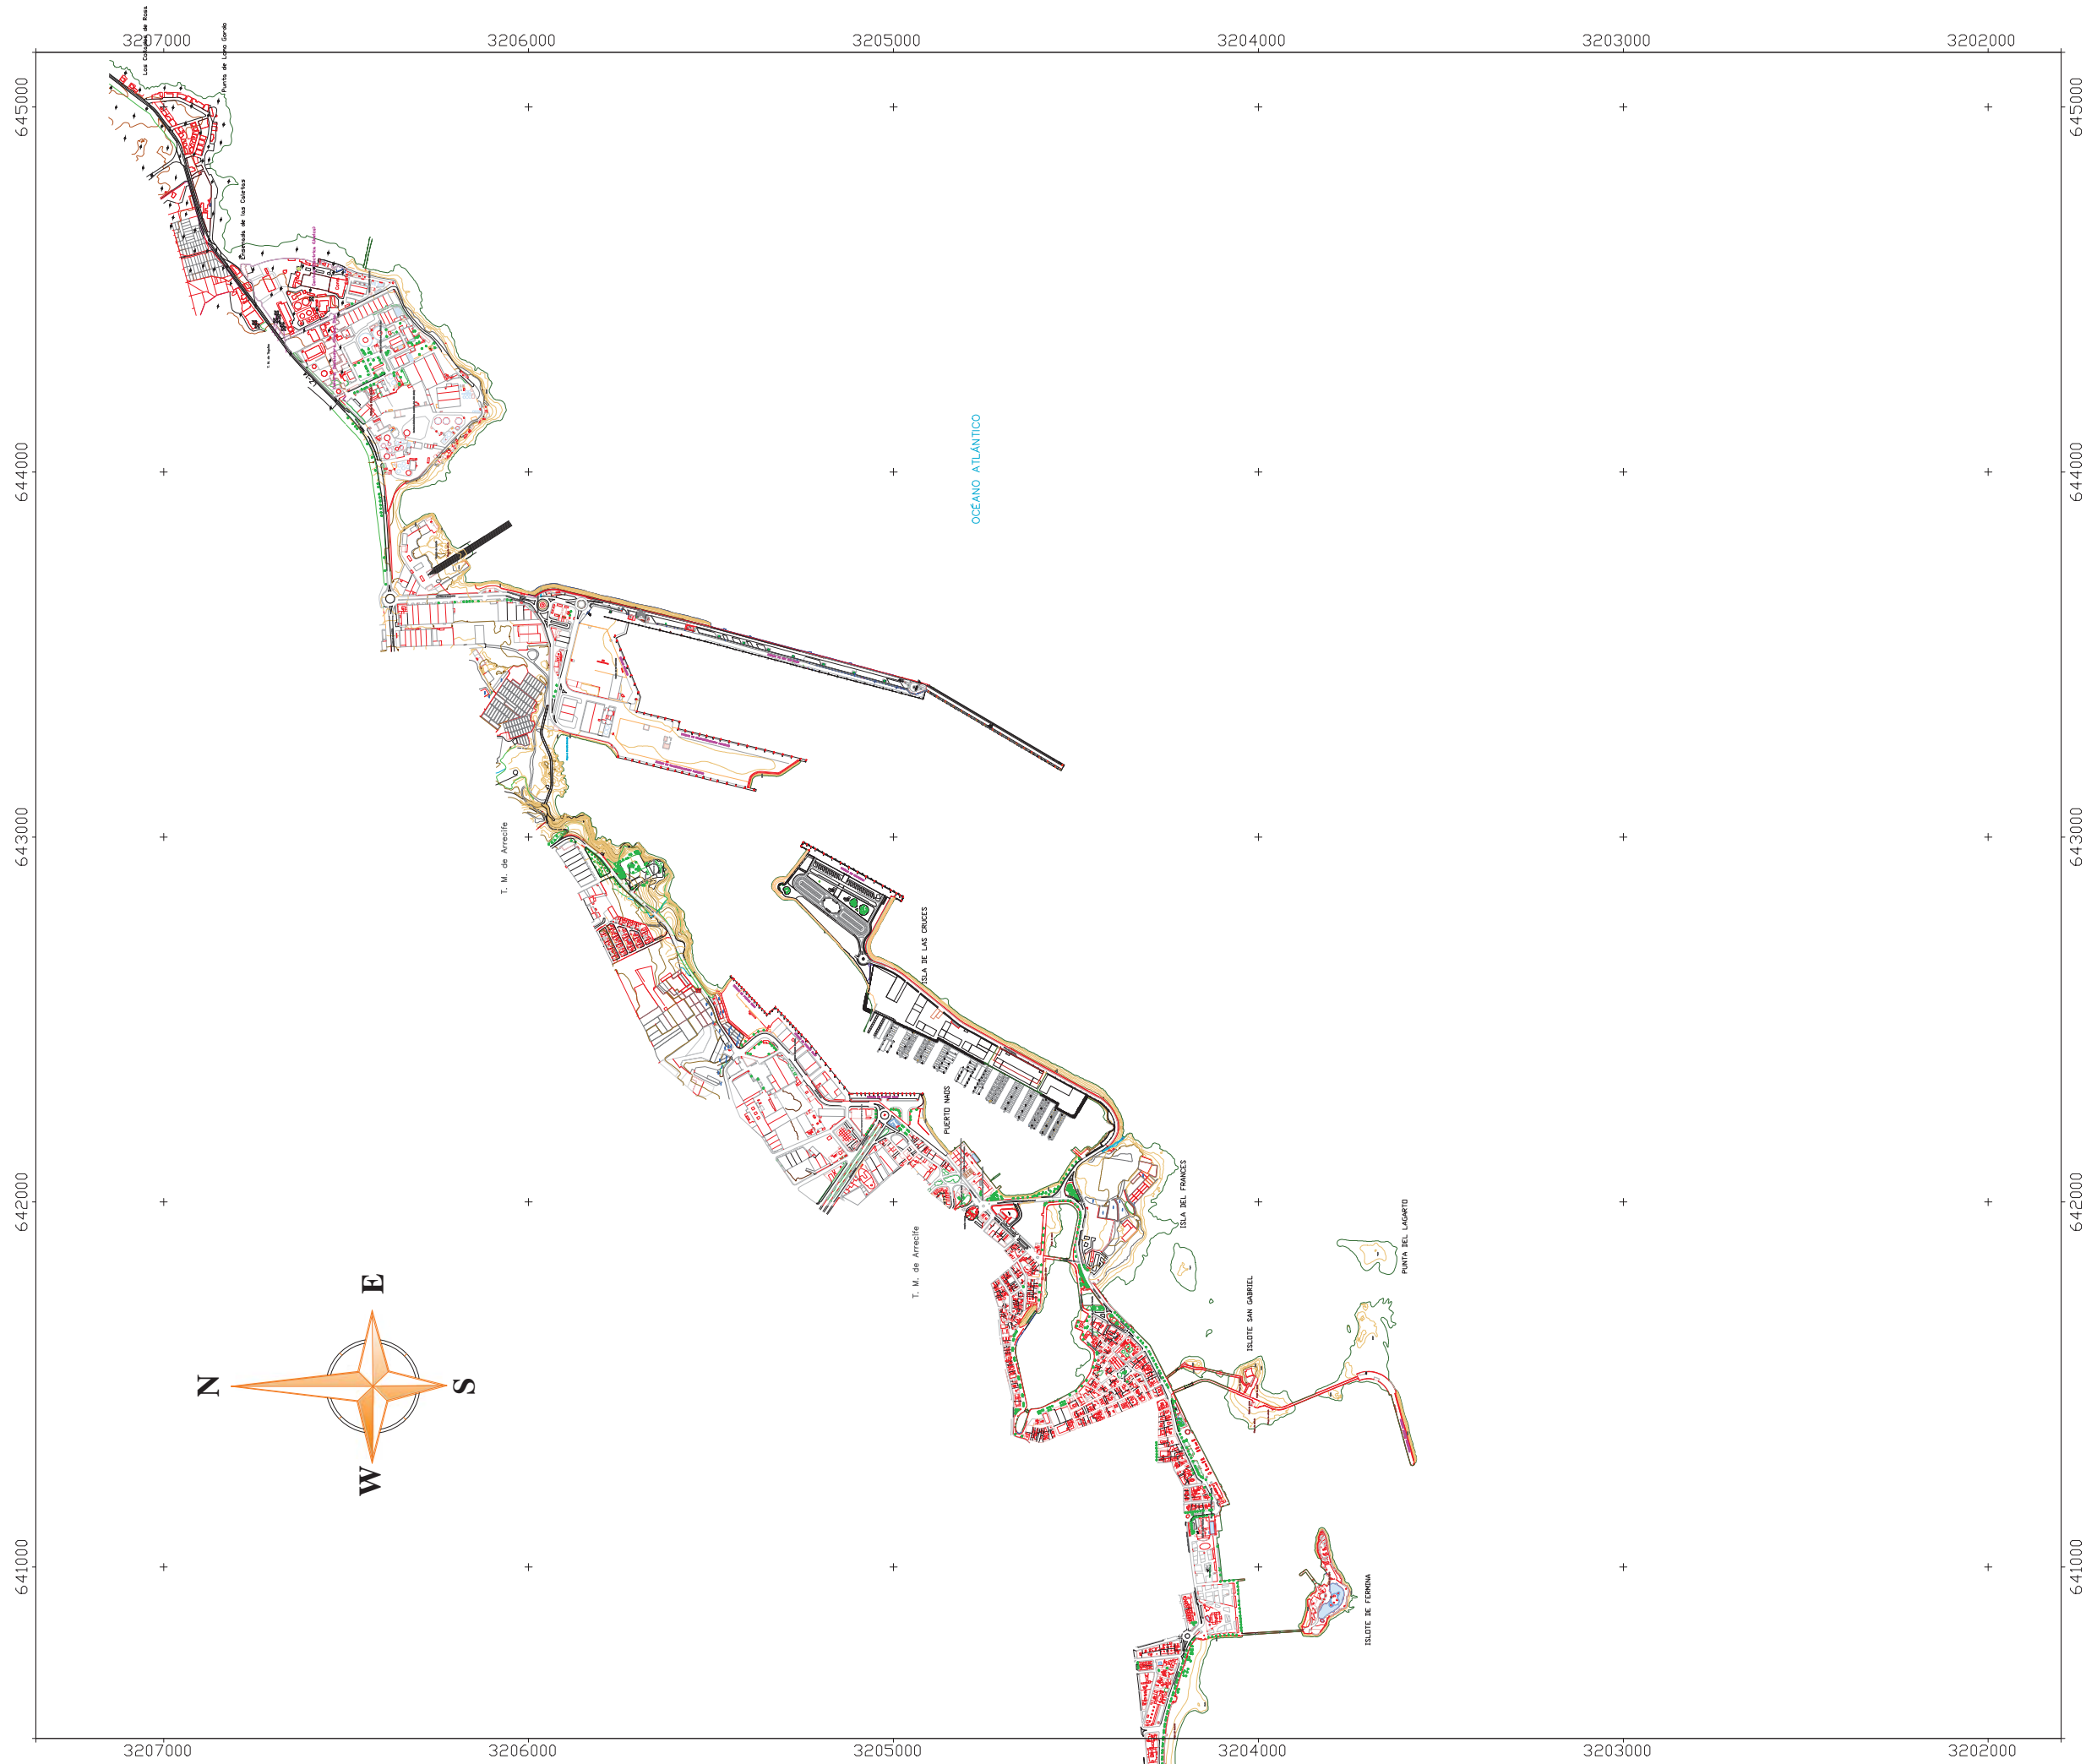 3207000
3206000
3205000
3204000
3203000
3202000
645000
645000
Punta de Lomo Gordo
Ensenada de las Caletas
644000
644000
OCÉANO ATLÁNTICO
643000
643000
T. M. de Arrecife
ISLA DE LAS CRUCES
PUERTO NAOS
ISLA DEL FRANCES
642000
642000
PUNTA DEL LAGARTO
T. M. de Arrecife
ISLOTE SAN GABRIEL
N
E
S
W
641000
641000
ISLOTE DE FERMINA
3207000
3206000
3205000
3204000
3203000
3202000